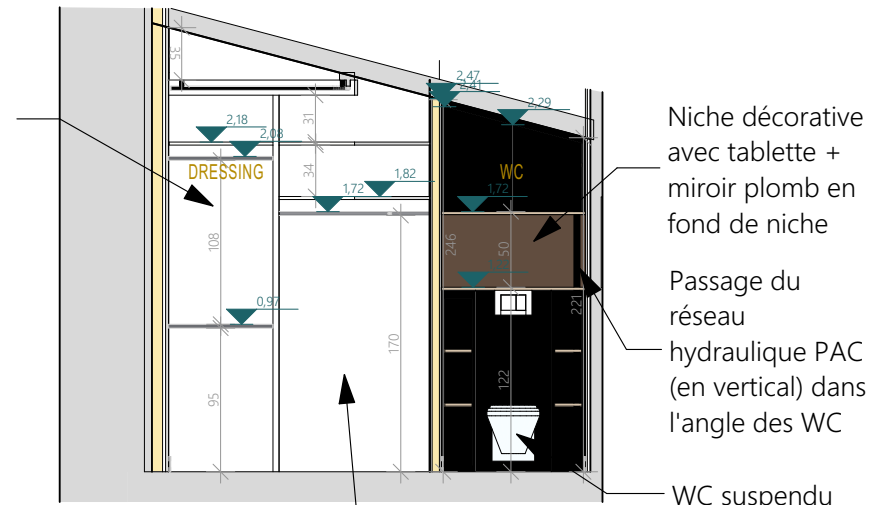 35
2,47
2,41
2,29
2,18
2,08
31
34
DRESSING
WC
1,82
1,72
1,72
Niche décorative
avec tablette +
miroir plomb en
fond de niche
108
246
50
0,97
221
170
95
122
Passage du
réseau
hydraulique PAC
(en vertical) dans
l'angle des WC
WC suspendu